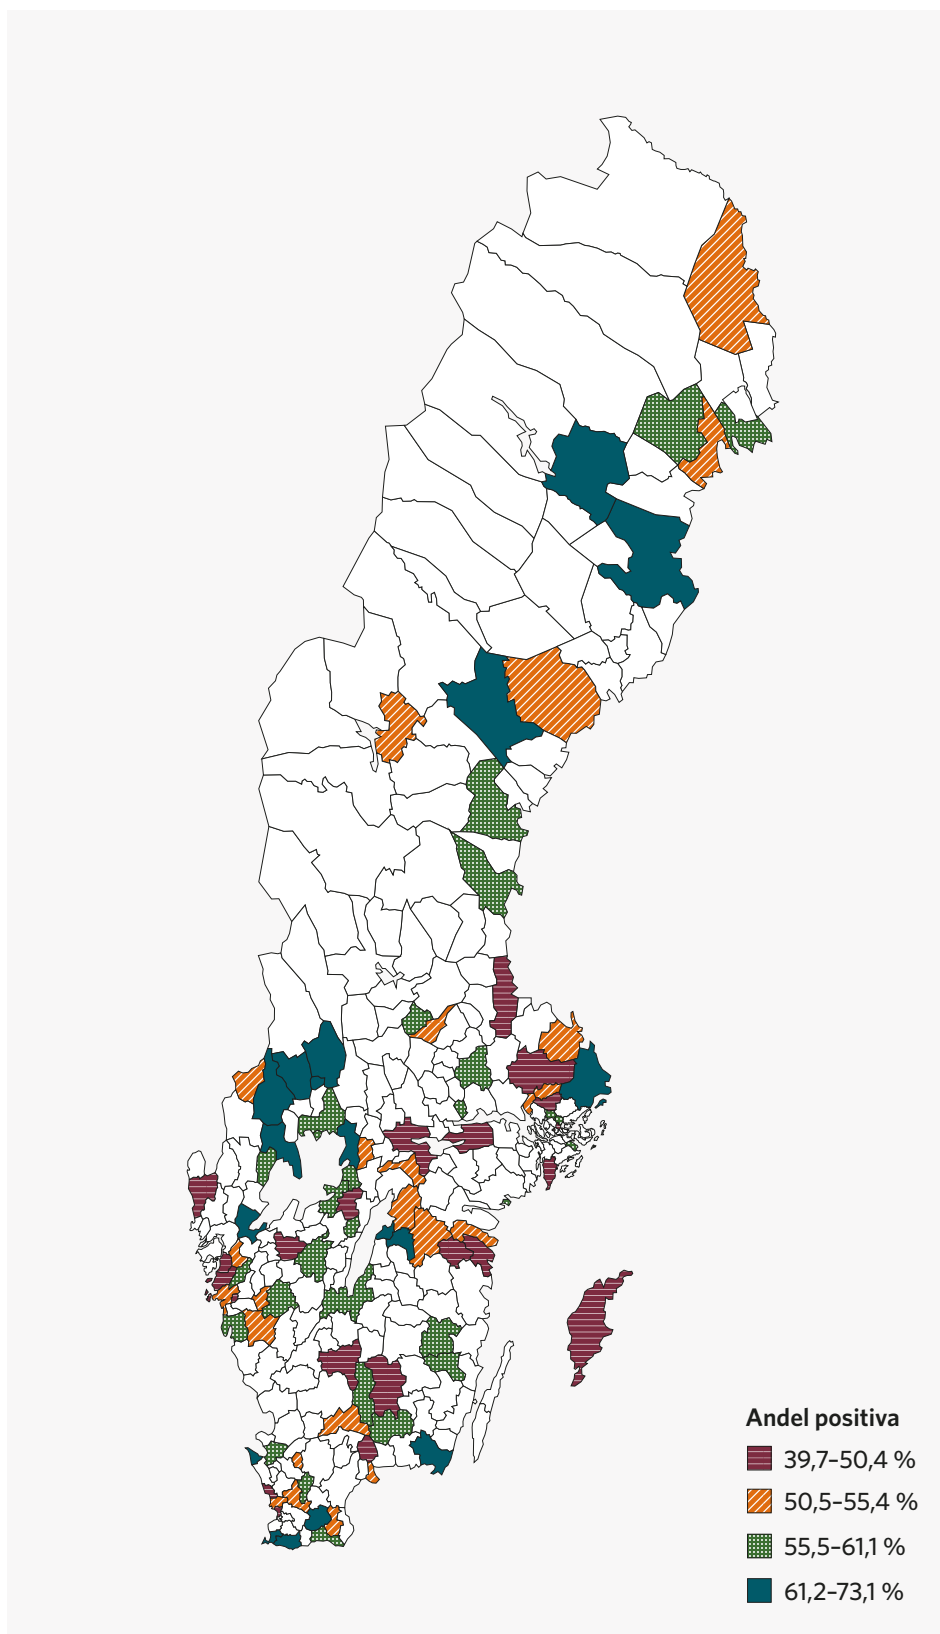 Andel positiva
39,7–50,4 %
50,5–55,4 %
55,5–61,1 %
61,2–73,1 %